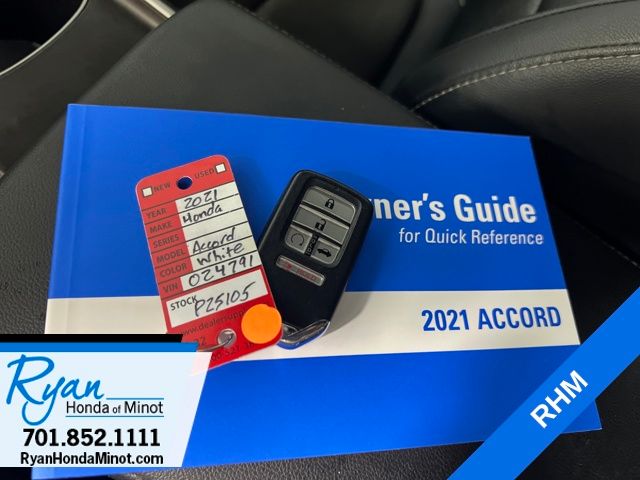 NEW USED
YEAR 2021
MAKE Honda
SERIES
MODEL Accord
COLOR White
VIN 024791
STOCK P25105
ner's Guide
for Quick Reference
2021 ACCORD
Ryan
Honda of Minot
701.852.1111
RyanHondaMinot.com
RHM